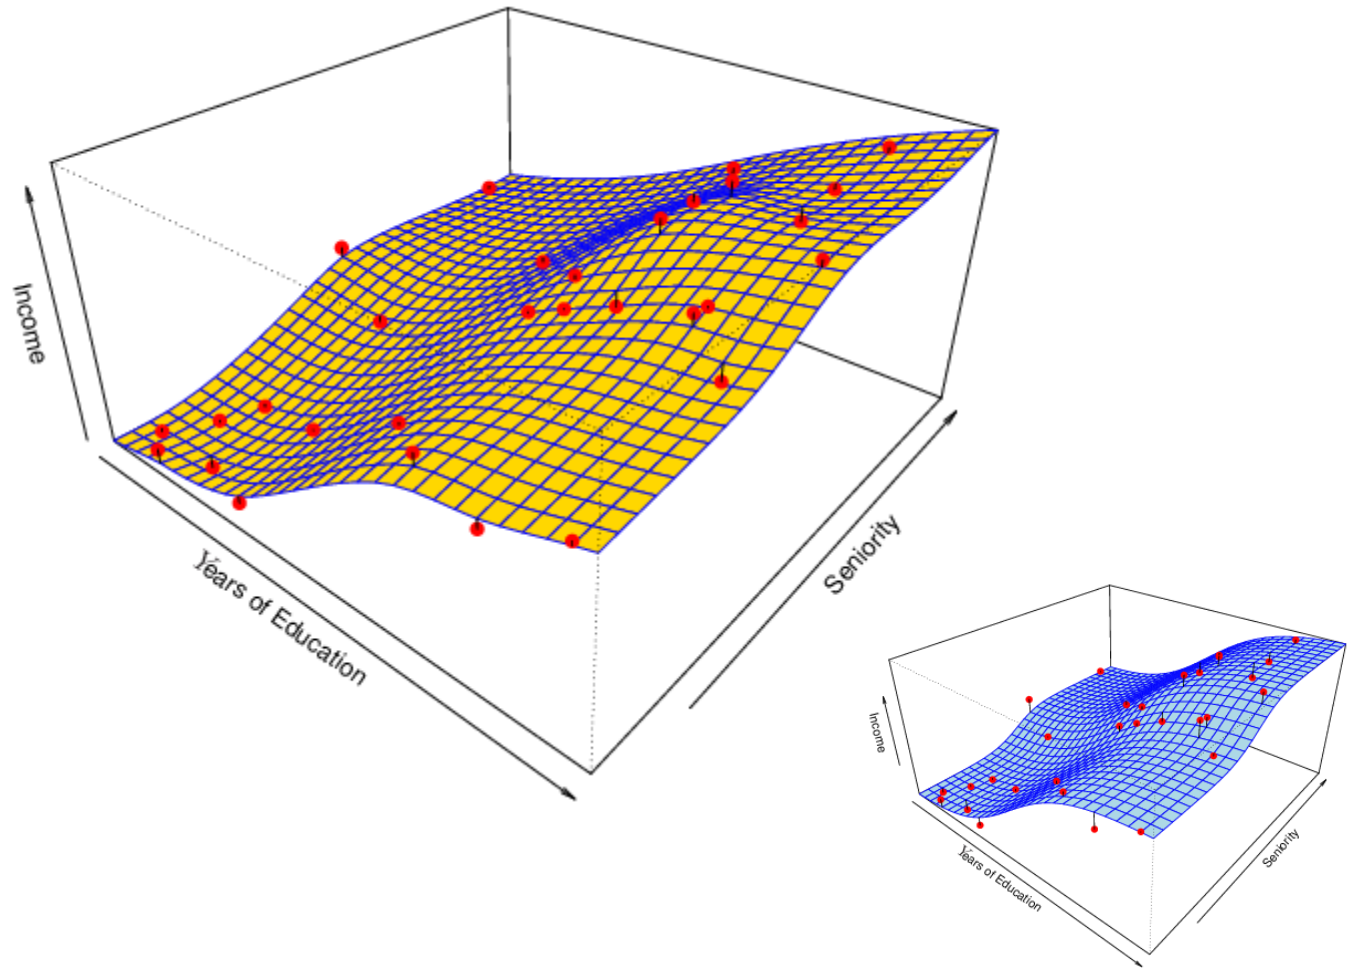 Income
Years of Education
Seniority
Income
Years of Education
Seniority